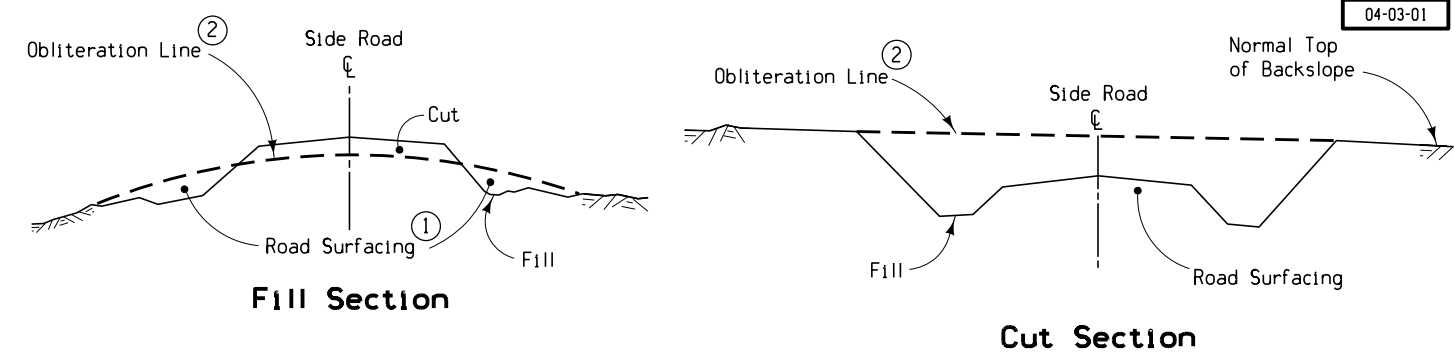 04-03-01
Obliteration Line
2
Side Road
℄
Cut
Road Surfacing
1
Fill
Fill Section
Obliteration Line
2
Side Road
℄
Normal Top
of Backslope
Fill
Road Surfacing
Cut Section